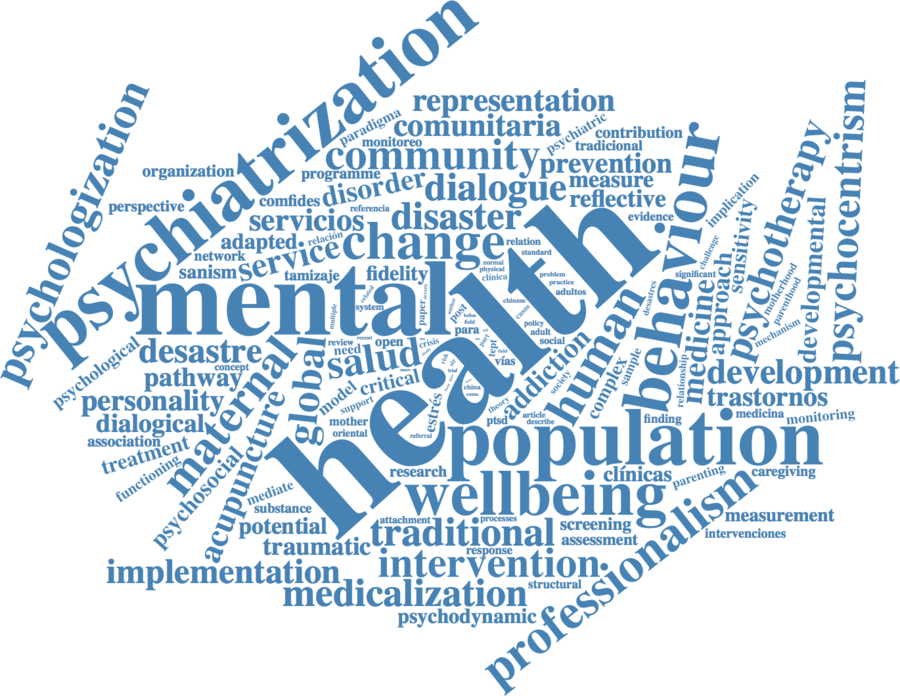 psychiatrization
psychologization
representation
paradigma
comunitaria
psychiatric
contribution
monitoreo
tradicional
community
organization
programme
prevention
disorder
dialogue
measure
perspective
comfides
reflective
referencia
servicios
disaster
evidence
behaviour
implication
psychotherapy
psychocentrism
adapted
relación
change
relation
network
service
standard
sensitivity
developmental
sanism
tamizaje
fidelity
normal
physical
clínica
problem
practice
adultos
significant
challenge
approach
motherhood
parenthood
mechanism
mental
health
related
system
multiple
severe
paper
author
post
chinese
casos
desastres
human
medicine
para
field
policy
adult
social
psychological
desastre
review
recent
need
open
crisis
salud
part
tept
vías
addiction
concept
pathway
maternal
global
model
critical
risk
trial
china
como
society
complex
sample
relationship
development
personality
support
estrés
theory
trastornos
dialogical
mother
oriental
referral
ptsd
article
describe
finding
medicina
monitoring
association
treatment
functioning
psychosocial
acupuncture
population
research
clínicas
parenting
caregiving
mediate
substance
wellbeing
professionalism
potential
attachment
processes
screening
measurement
traditional
assessment
intervenciones
traumatic
response
implementation
intervention
structural
medicalization
psychodynamic